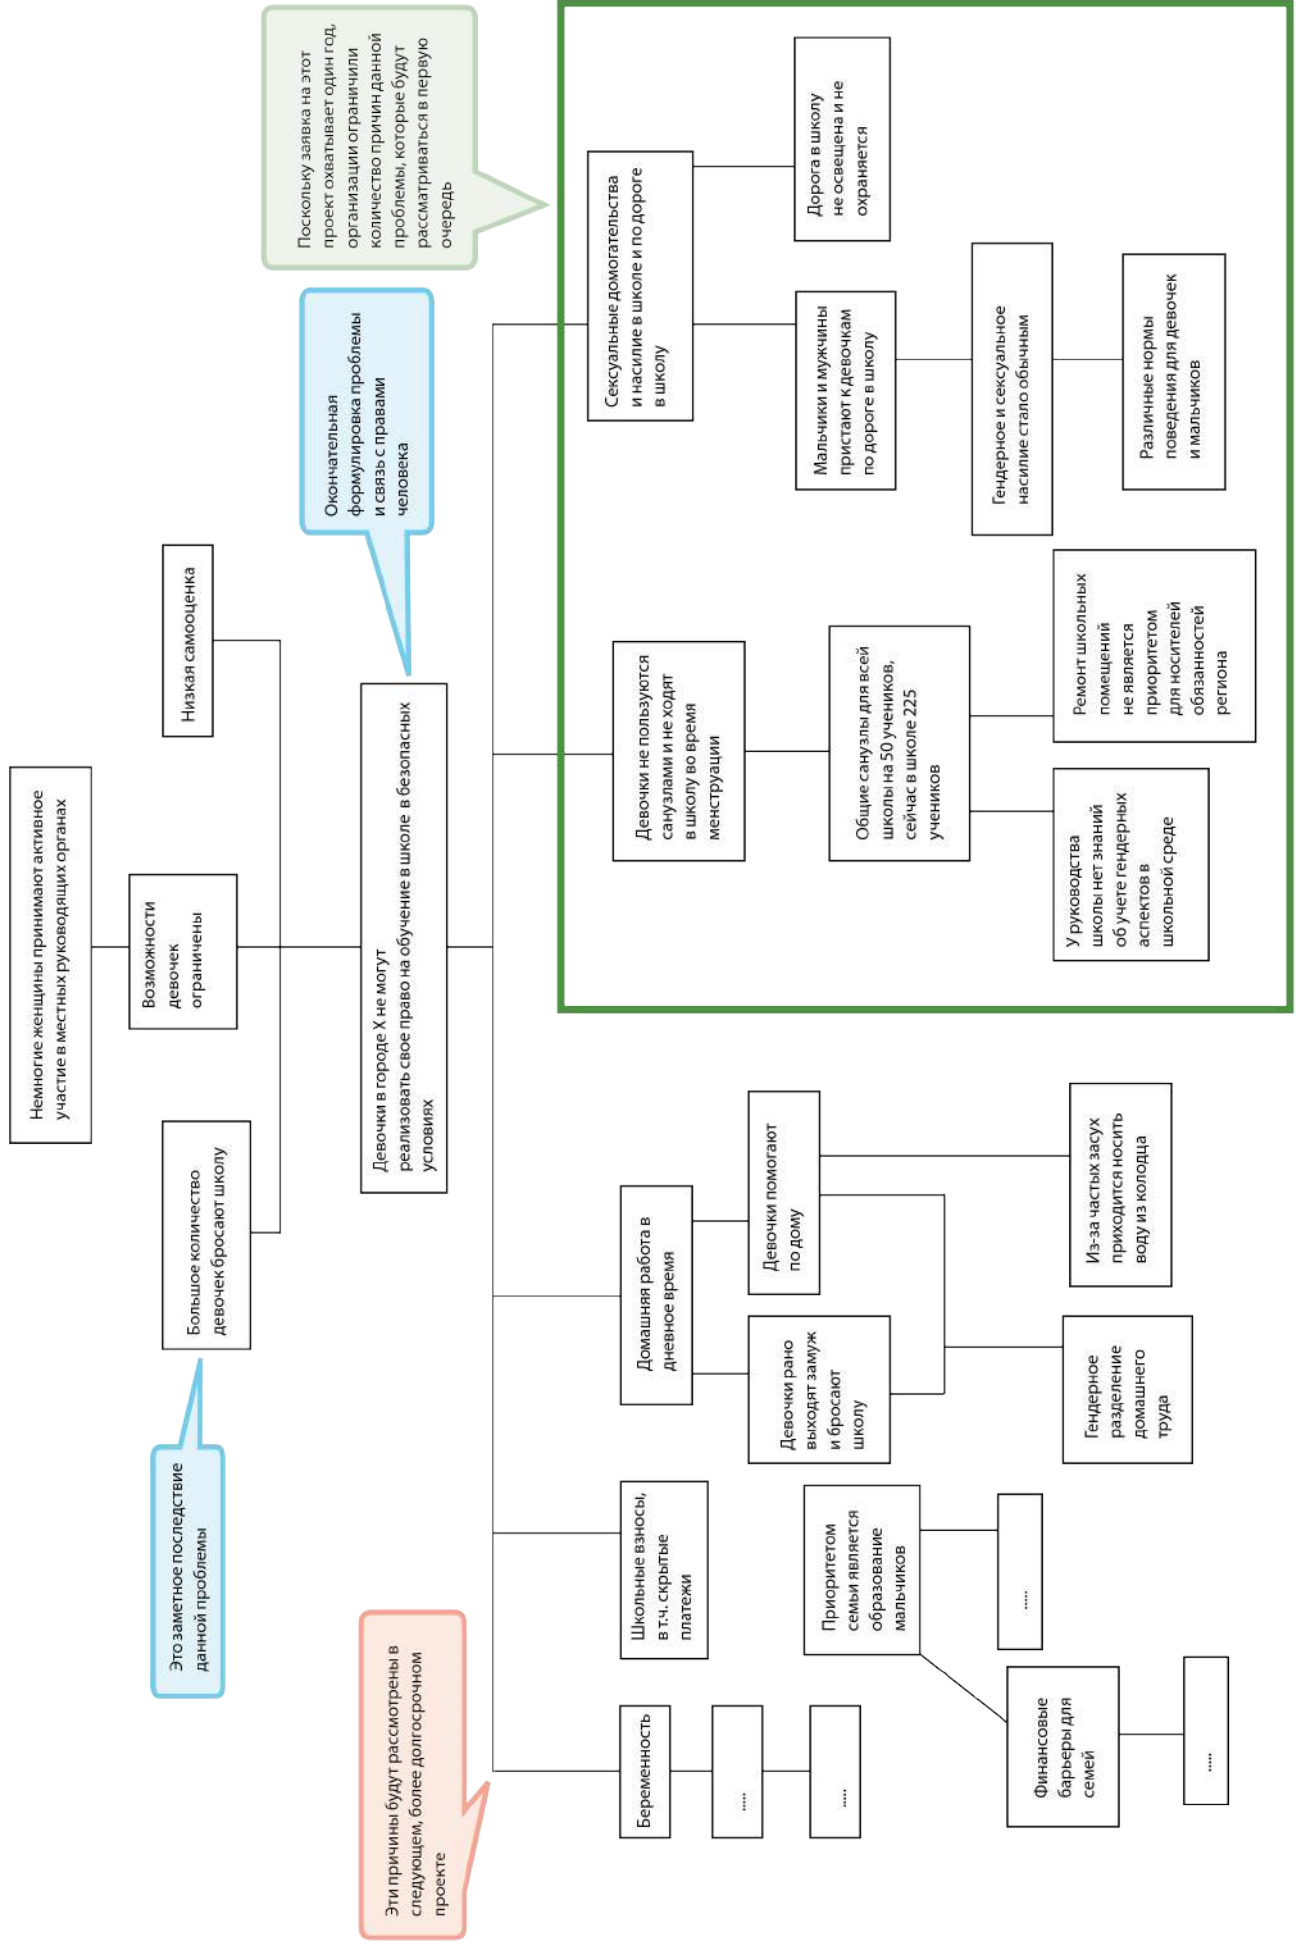 Немногие женщины принимают активное
участие в местных руководящих органах
Большое количество
девочек бросают школу
Возможности
девочек
ограничены
Низкая самооценка
Это заметное последствие
данной проблемы
Девочки в городе X не могут
реализовать свое право на обучение в школе в безопасных
условиях
Окончательная
формулировка проблемы
и связь с правами
человека
Поскольку заявка на этот
проект охватывает один год,
организации ограничили
количество причин данной
проблемы, которые будут
рассматриваться в первую
очередь
Эти причины будут рассмотрены в
следующем, более долгосрочном
проекте
Беременность
.....
.....
Школьные взносы,
в т.ч. скрытые
платежи
Приоритетом
семьи является
образование
мальчиков
.....
Финансовые
барьеры для
семей
.....
Домашняя работа в
дневное время
Девочки рано
выходят замуж
и бросают
школу
Девочки помогают
по дому
Гендерное
разделение
домашнего
труда
Из-за частых засух
приходится носить
воду из колодца
Девочки не пользуются
санузлами и не ходят
в школу во время
менструации
Общие санузлы для всей
школы на 50 учеников,
сейчас в школе 225
учеников
У руководства
школы нет знаний
об учете гендерных
аспектов в
школьной среде
Ремонт школьных
помещений
не является
приоритетом
для носителей
обязанностей
региона
Сексуальные домогательства
и насилие в школе и по дороге
в школу
Мальчики и мужчины
пристают к девочкам
по дороге в школу
Дорога в школу
не освещена и не
охраняется
Гендерное и сексуальное
насилие стало обычным
Различные нормы
поведения для девочек
и мальчиков